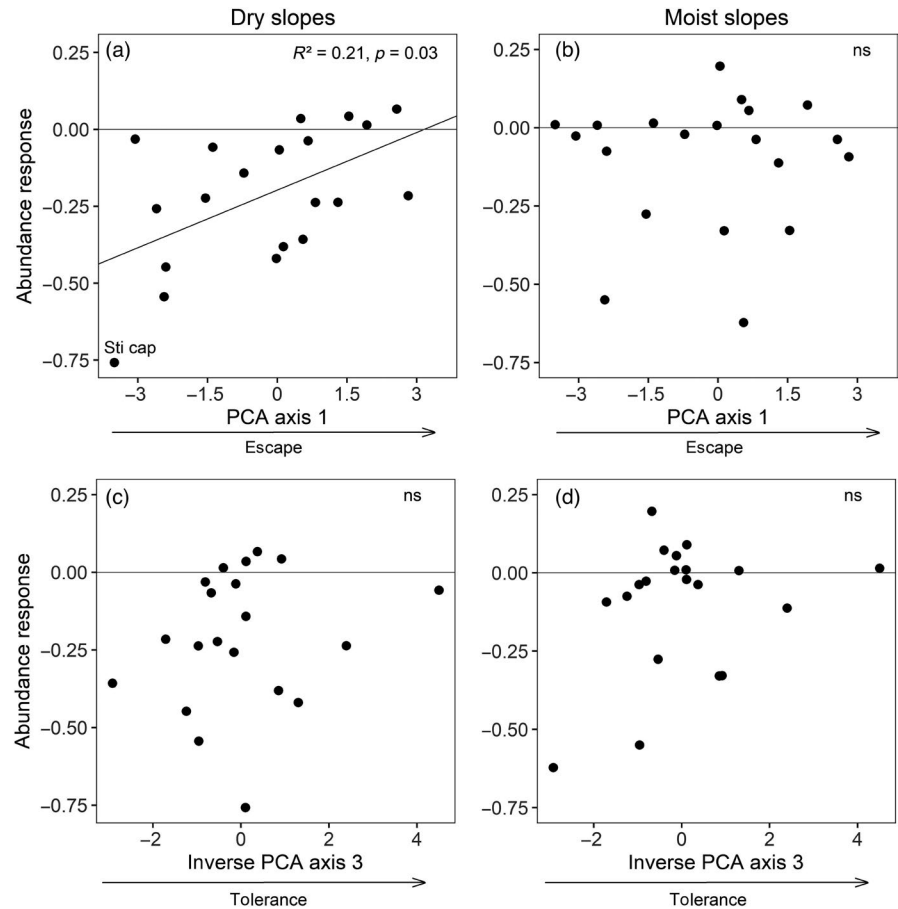 Dry slopes
Moist slopes
(a)
R² = 0.21, p = 0.03
(b)
ns
0.25
0.00
−0.25
−0.50
−0.75
Abundance response
Sti cap
−3
−1.5
0
1.5
3
PCA axis 1
Escape
0.25
0.00
−0.25
−0.50
−0.75
−3
−1.5
0
1.5
3
PCA axis 1
Escape
(c)
ns
0.25
0.00
−0.25
−0.50
−0.75
Abundance response
−2
0
2
4
Inverse PCA axis 3
Tolerance
(d)
ns
0.25
0.00
−0.25
−0.50
−0.75
−2
0
2
4
Inverse PCA axis 3
Tolerance